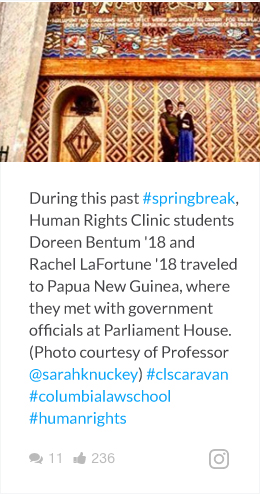 During this past #springbreak,
Human Rights Clinic students
Doreen Bentum '18 and
Rachel LaFortune '18 traveled
to Papua New Guinea, where
they met with government
officials at Parliament House.
(Photo courtesy of Professor
@sarahknuckey) #clscaravan
#columbialawschool
#humanrights
11 236